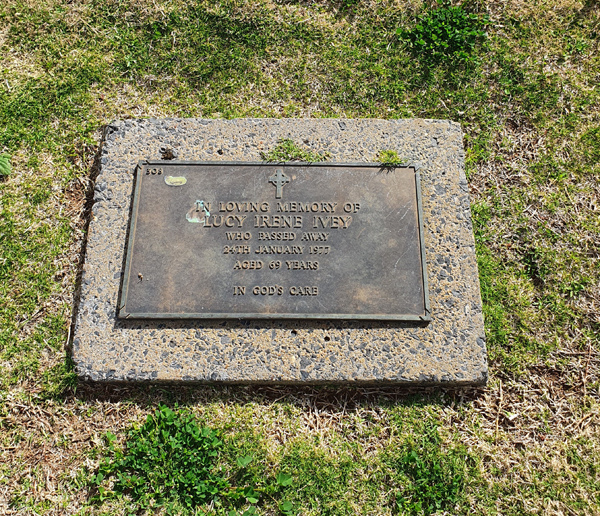 508
IN LOVING MEMORY OF
LUCY IRENE IVEY
WHO PASSED AWAY
24TH JANUARY 1977
AGED 69 YEARS
IN GOD'S CARE